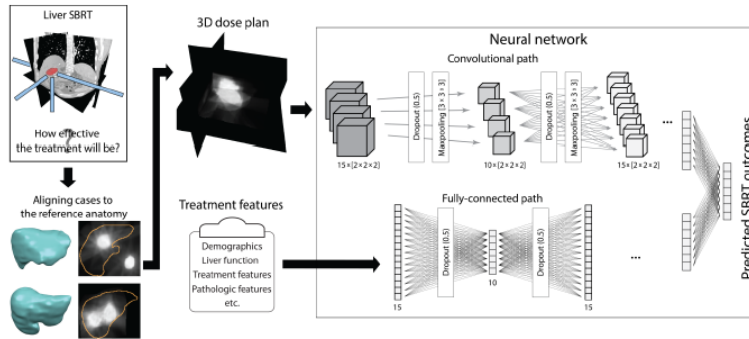 Liver SBRT
How effective
the treatment will be?
Aligning cases to
the reference anatomy
3D dose plan
Treatment features
Demographics
Liver function
Treatment features
Pathologic features
etc.
Neural network
Convolutional path
Dropout (0.5)
Maxpooling [3 × 3 × 3]
Dropout (0.5)
Maxpooling [3 × 3 × 3]
...
15×[2×2×2]
10×[2×2×2]
15×[2×2×2]
Fully-connected path
Dropout (0.5)
Dropout (0.5)
...
15
10
15
Predicted SBRT outcomes